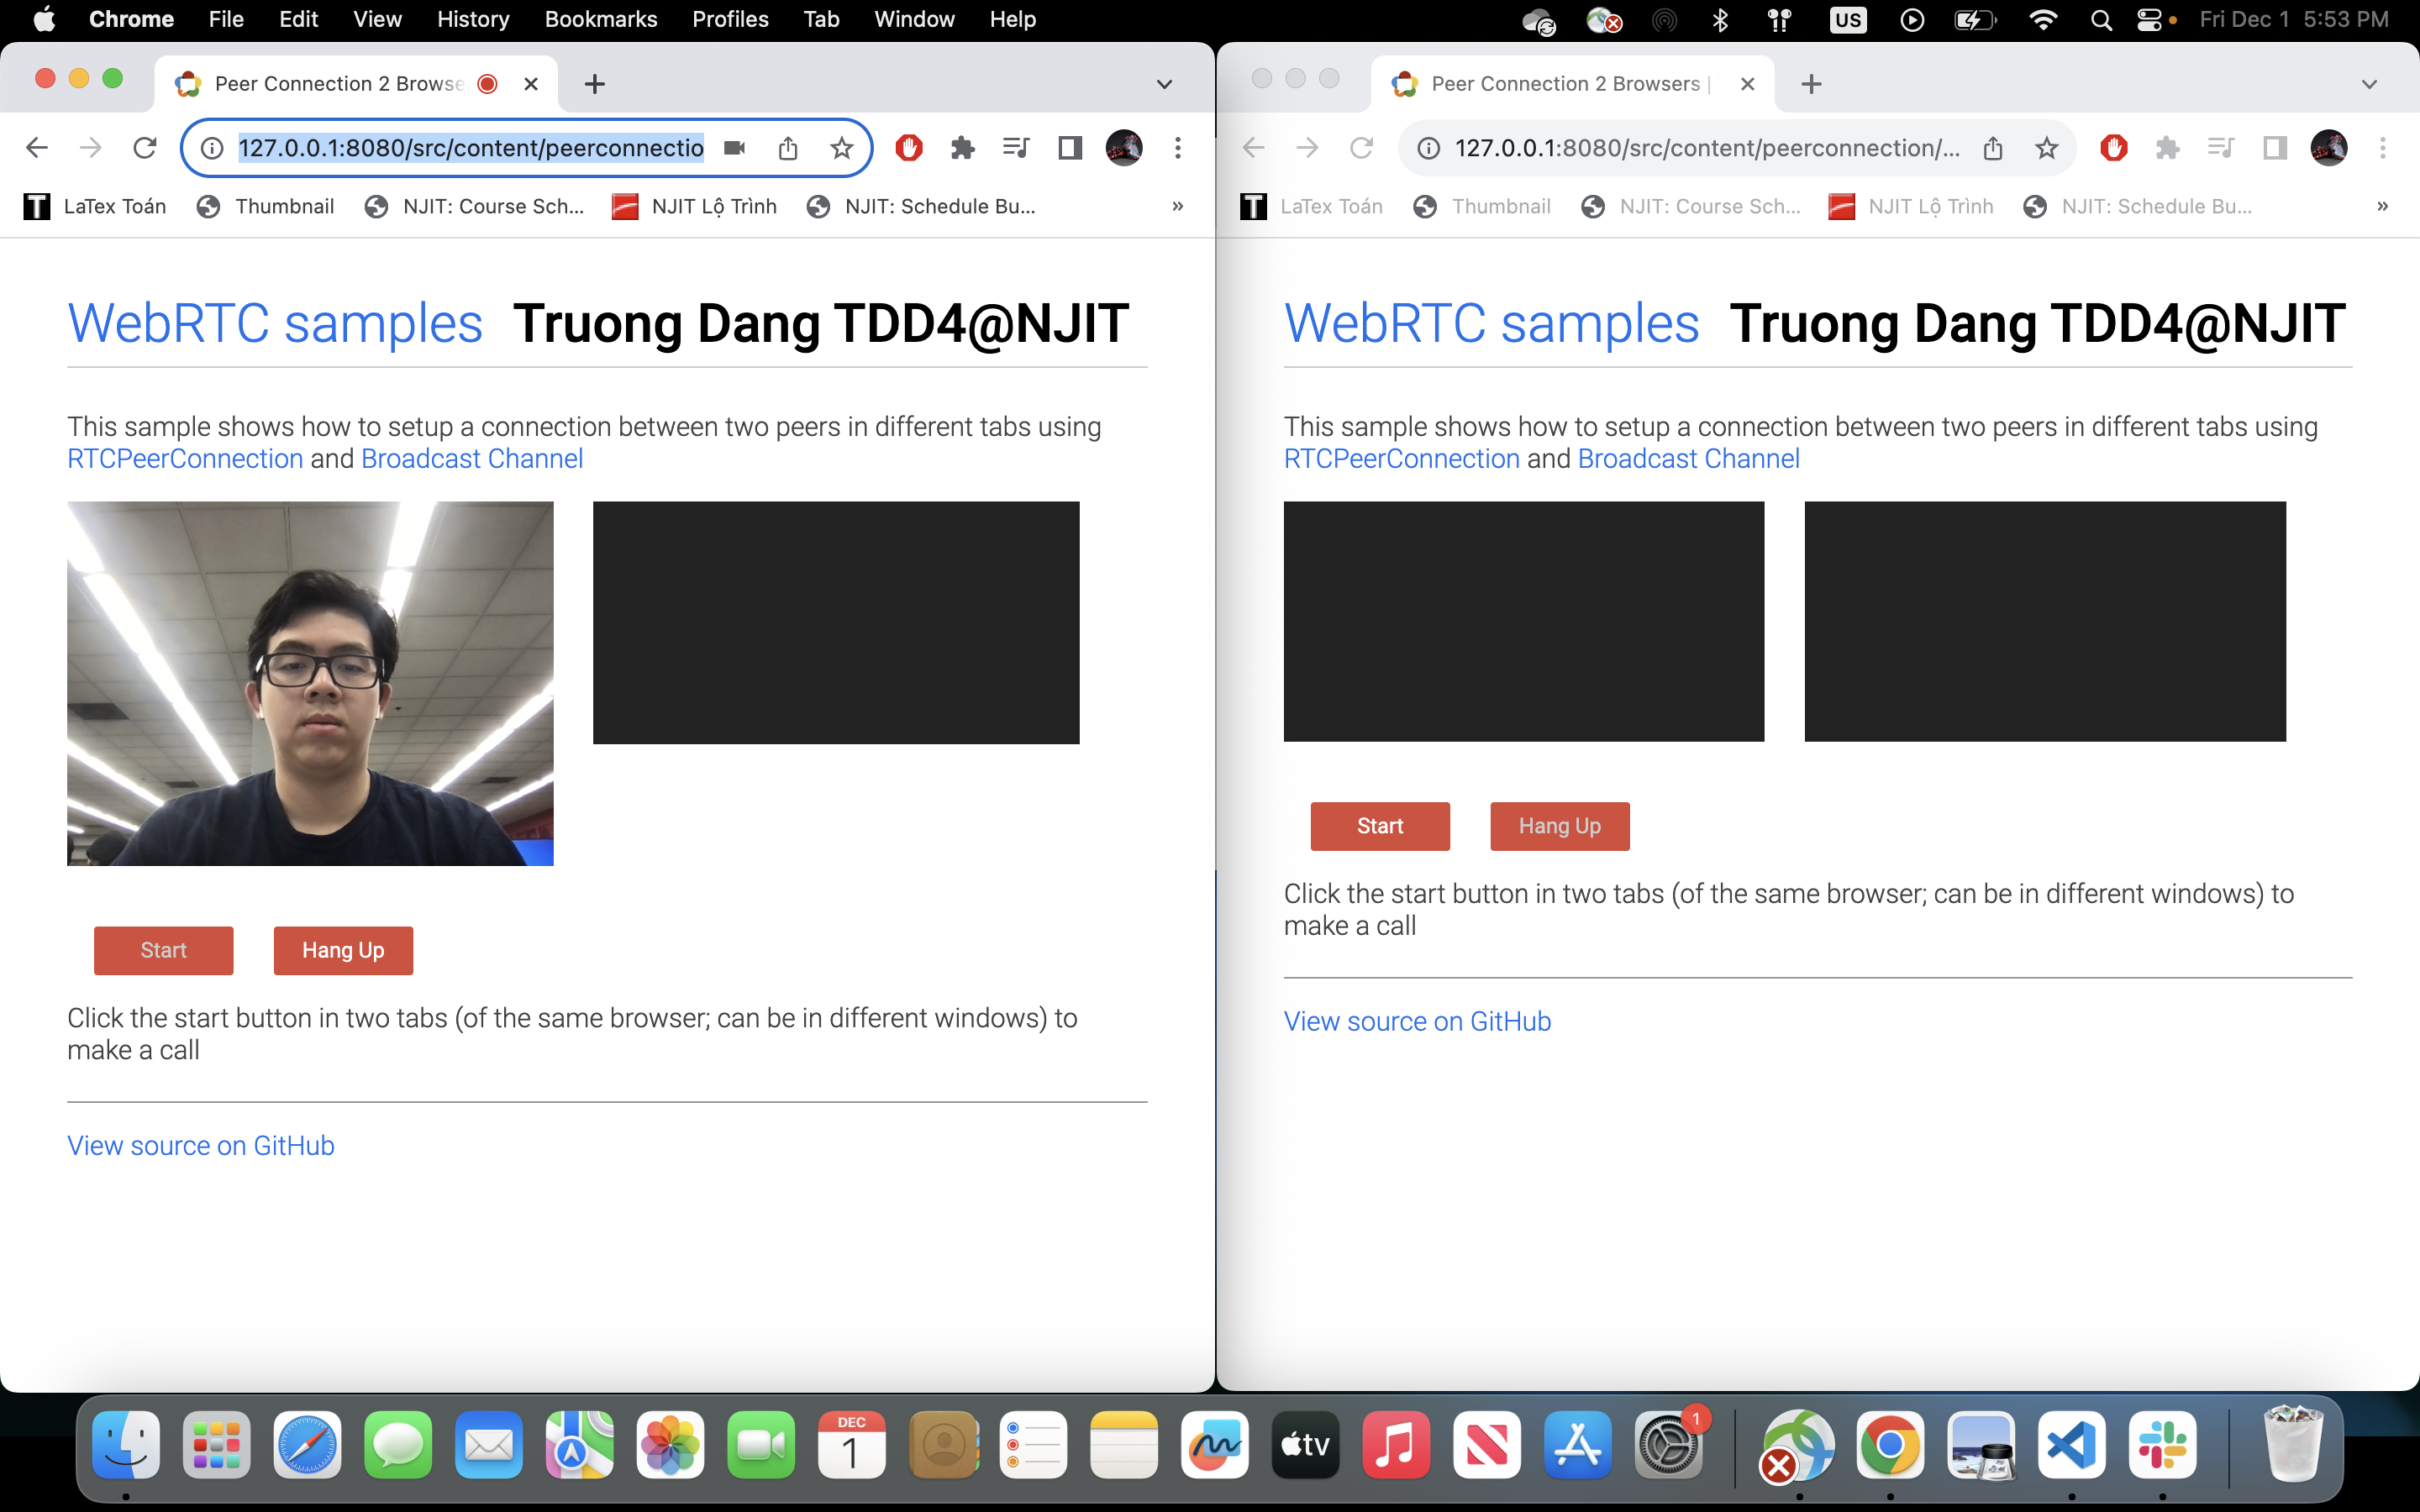 Chrome File Edit View History Bookmarks Profiles Tab Window Help US Fri Dec 1 5:53 PM
Peer Connection 2 Browse
127.0.0.1:8080/src/content/peerconnectio
LaTex Toán Thumbnail NJIT: Course Sch... NJIT Lộ Trình NJIT: Schedule Bu... »
WebRTC samples Truong Dang TDD4@NJIT
This sample shows how to setup a connection between two peers in different tabs using
RTCPeerConnection and Broadcast Channel
Start Hang Up
Click the start button in two tabs (of the same browser; can be in different windows) to
make a call
View source on GitHub
Peer Connection 2 Browsers |
127.0.0.1:8080/src/content/peerconnection/...
LaTex Toán Thumbnail NJIT: Course Sch... NJIT Lộ Trình NJIT: Schedule Bu... »
WebRTC samples Truong Dang TDD4@NJIT
This sample shows how to setup a connection between two peers in different tabs using
RTCPeerConnection and Broadcast Channel
Start Hang Up
Click the start button in two tabs (of the same browser; can be in different windows) to
make a call
View source on GitHub
DEC
1
tv
1